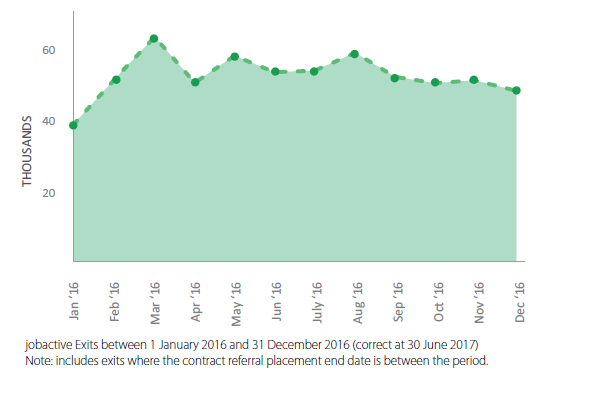 60
40
20
THOUSANDS
Jan '16
Feb '16
Mar '16
Apr '16
May '16
Jun '16
July '16
Aug '16
Sep '16
Oct '16
Nov '16
Dec '16
jobactive Exits between 1 January 2016 and 31 December 2016 (correct at 30 June 2017)
Note: includes exits where the contract referral placement end date is between the period.